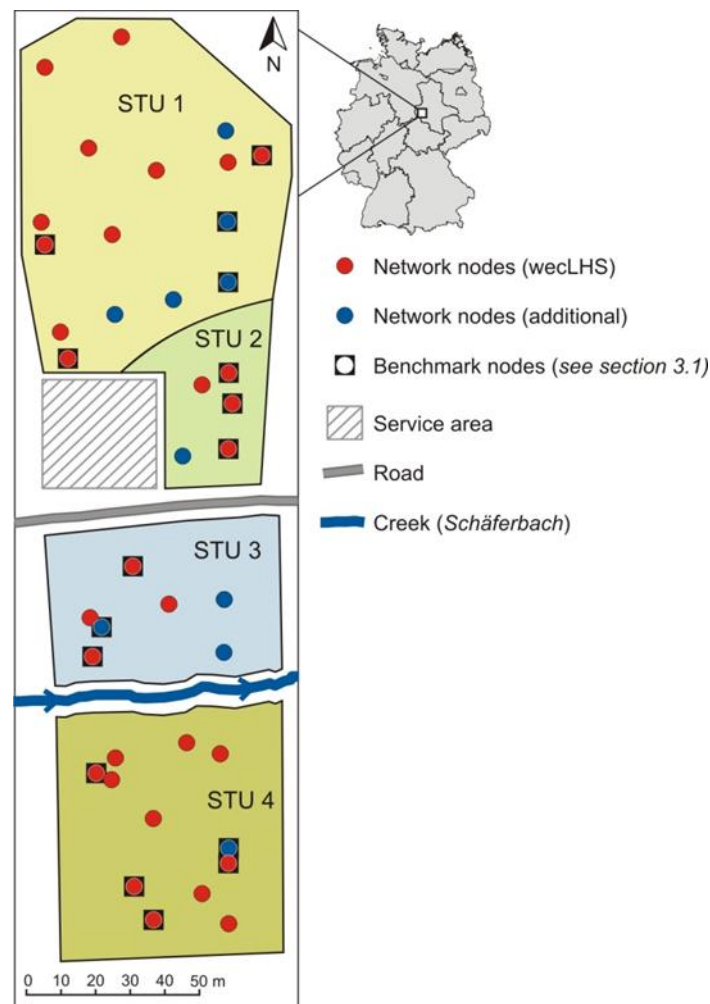 N
STU 1
STU 2
STU 3
STU 4
0 10 20 30 40 50 m
Network nodes (wecLHS)
Network nodes (additional)
Benchmark nodes (see section 3.1)
Service area
Road
Creek (Schäferbach)